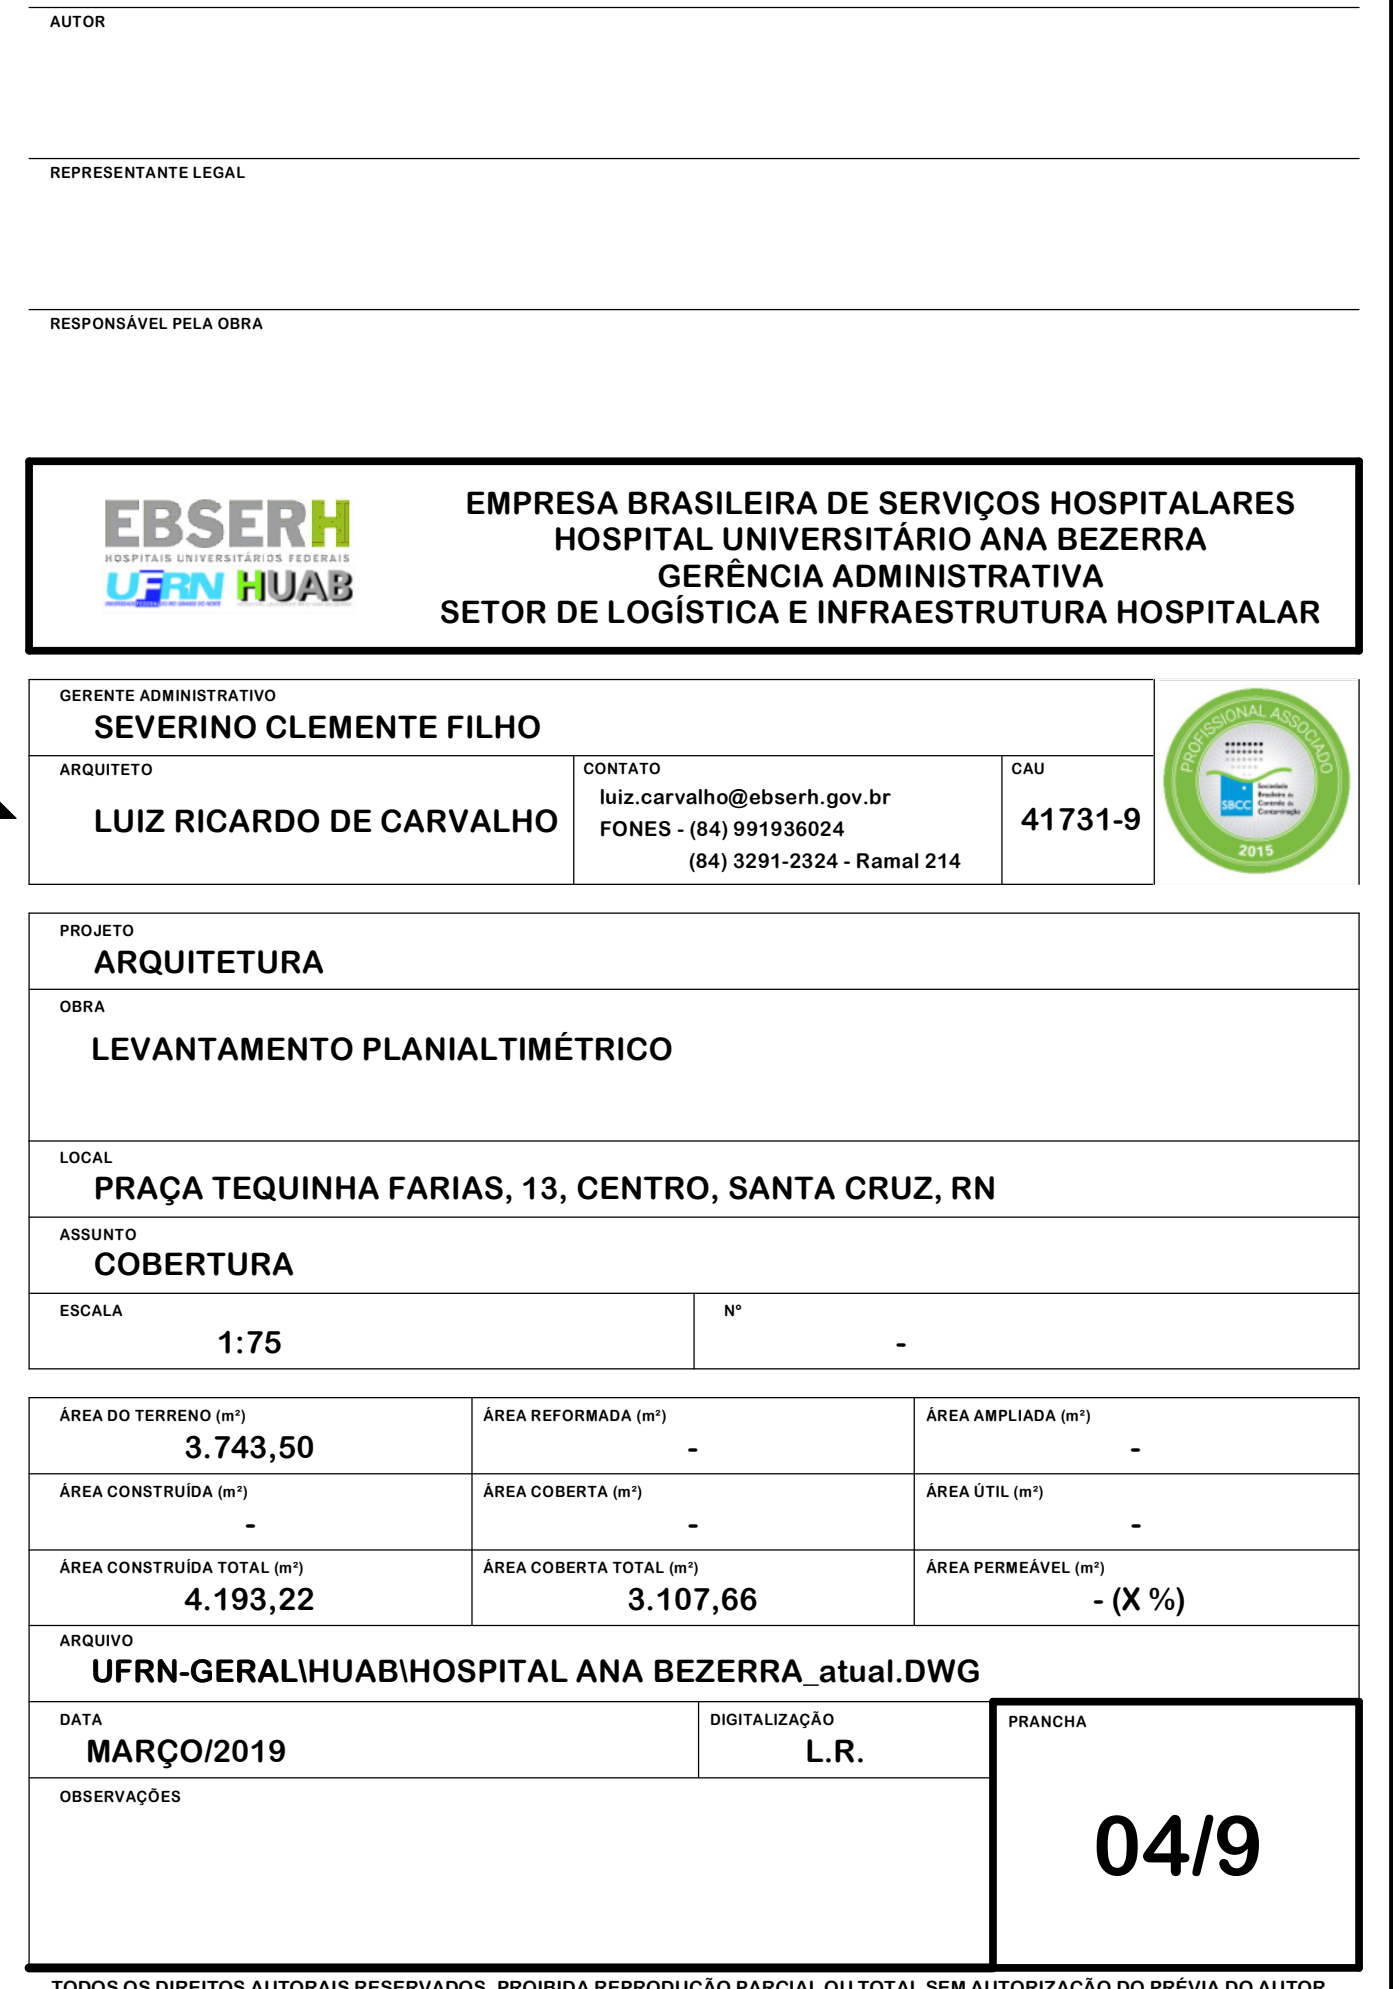 AUTOR
REPRESENTANTE LEGAL
RESPONSÁVEL PELA OBRA
EBSERH
HOSPITAIS UNIVERSITÁRIOS FEDERAIS
UFRN HUAB
EMPRESA BRASILEIRA DE SERVIÇOS HOSPITALARES
HOSPITAL UNIVERSITÁRIO ANA BEZERRA
GERÊNCIA ADMINISTRATIVA
SETOR DE LOGÍSTICA E INFRAESTRUTURA HOSPITALAR
GERENTE ADMINISTRATIVO
SEVERINO CLEMENTE FILHO
ARQUITETO
LUIZ RICARDO DE CARVALHO
CONTATO
luiz.carvalho@ebserh.gov.br
FONES - (84) 991936024
(84) 3291-2324 - Ramal 214
CAU
41731-9
PROFISSIONAL ASSOCIADO
SBCC
Sociedade
Brasileira de
Controle de
Contaminação
2015
PROJETO
ARQUITETURA
OBRA
LEVANTAMENTO PLANIALTIMÉTRICO
LOCAL
PRAÇA TEQUINHA FARIAS, 13, CENTRO, SANTA CRUZ, RN
ASSUNTO
COBERTURA
ESCALA
1:75
Nº
-
ÁREA DO TERRENO (m²)
3.743,50
ÁREA REFORMADA (m²)
-
ÁREA AMPLIADA (m²)
-
ÁREA CONSTRUÍDA (m²)
-
ÁREA COBERTA (m²)
-
ÁREA ÚTIL (m²)
-
ÁREA CONSTRUÍDA TOTAL (m²)
4.193,22
ÁREA COBERTA TOTAL (m²)
3.107,66
ÁREA PERMEÁVEL (m²)
- (X %)
ARQUIVO
UFRN-GERAL\HUAB\HOSPITAL ANA BEZERRA_atual.DWG
DATA
MARÇO/2019
DIGITALIZAÇÃO
L.R.
PRANCHA
04/9
OBSERVAÇÕES
TODOS OS DIREITOS AUTORAIS RESERVADOS. PROIBIDA REPRODUÇÃO PARCIAL OU TOTAL SEM AUTORIZAÇÃO DO PRÉVIA DO AUTOR